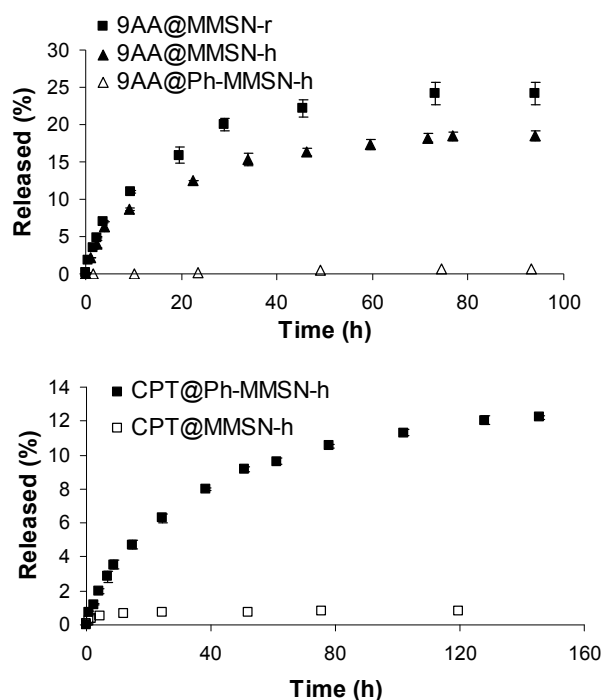 ■ 9AA@MMSN-r
▲ 9AA@MMSN-h
△ 9AA@Ph-MMSN-h
30
25
20
15
10
5
0
Released (%)
0 20 40 60 80 100
Time (h)
■ CPT@Ph-MMSN-h
□ CPT@MMSN-h
14
12
10
8
6
4
2
0
Released (%)
0 40 80 120 160
Time (h)